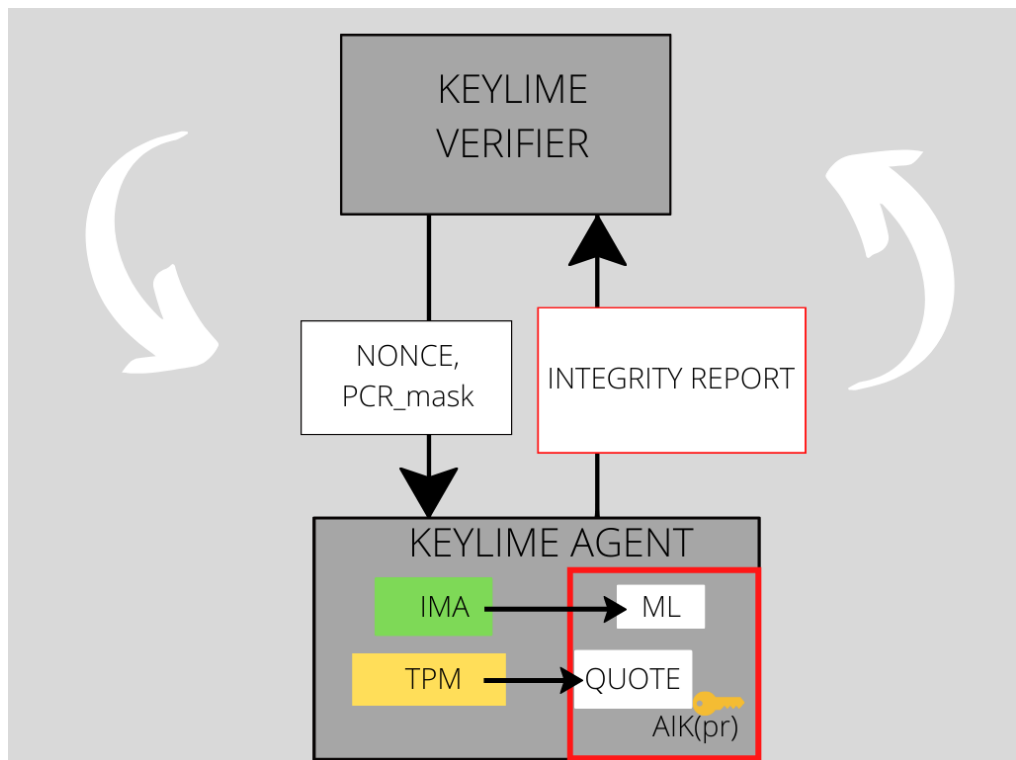 KEYLIME
VERIFIER
NONCE,
PCR_mask
INTEGRITY REPORT
KEYLIME AGENT
IMA
ML
TPM
QUOTE
AIK(pr)